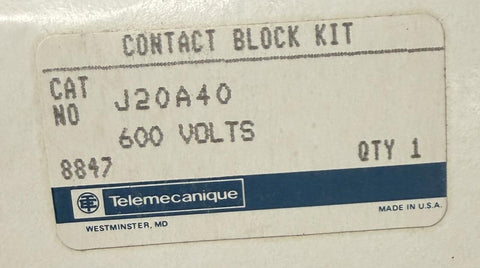 CONTACT BLOCK KIT
CAT NO J20A40
600 VOLTS
8847 QTY 1
Telemecanique
WESTMINSTER, MD MADE IN U.S.A.